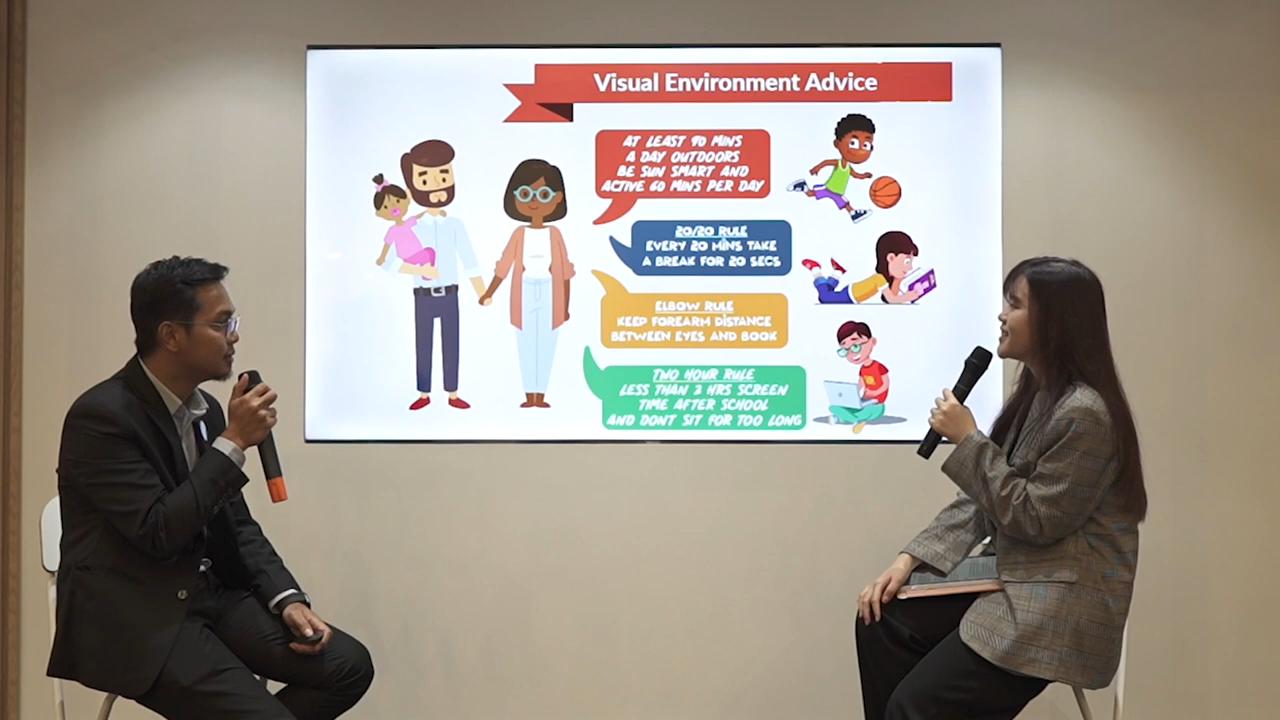 Visual Environment Advice
AT LEAST 90 MINS
A DAY OUTDOORS
BE SUN SMART AND
ACTIVE 60 MINS PER DAY
20/20 RULE
EVERY 20 MINS TAKE
A BREAK FOR 20 SECS
ELBOW RULE
KEEP FOREARM DISTANCE
BETWEEN EYES AND BOOK
TWO HOUR RULE
LESS THAN 2 HRS SCREEN
TIME AFTER SCHOOL
AND DONT SIT FOR TOO LONG